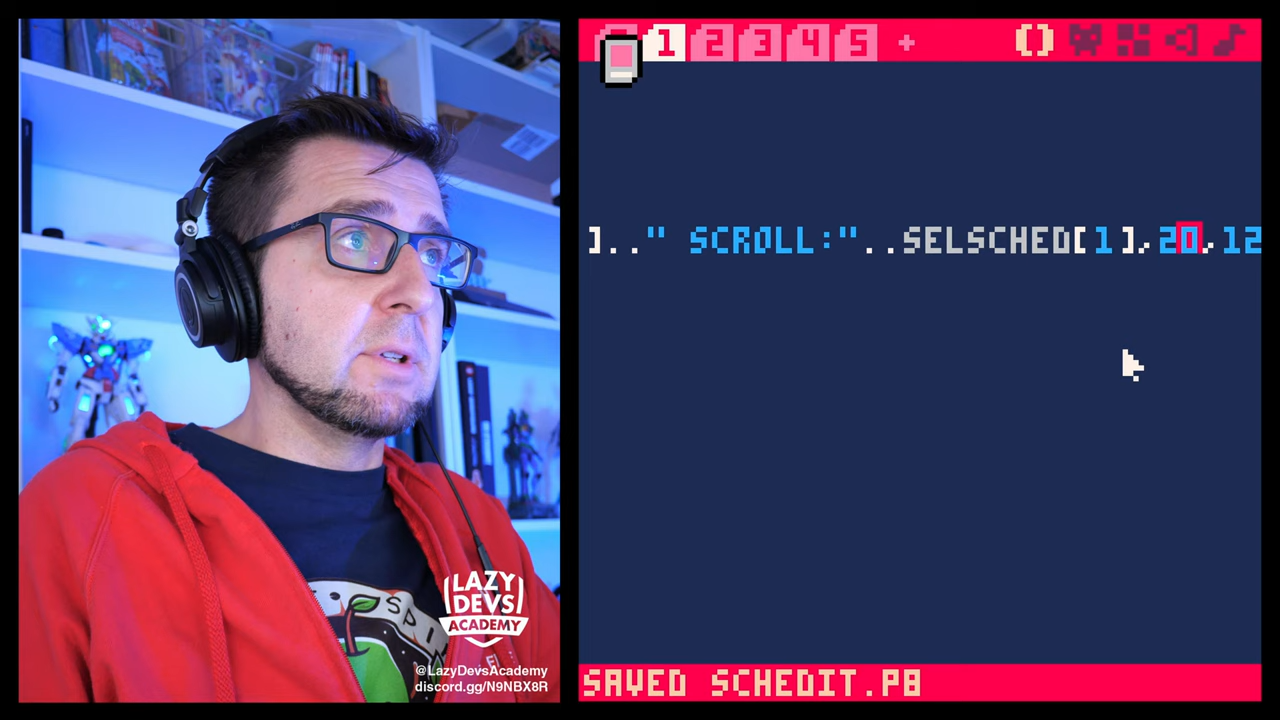 1 2 3 4 5 +
].." SCROLL:"..SELSCHED[1],20,12
SAVED SCHEDIT.P8
LAZY
DEVS
ACADEMY
@LazyDevsAcademy
discord.gg/N9NBX8R